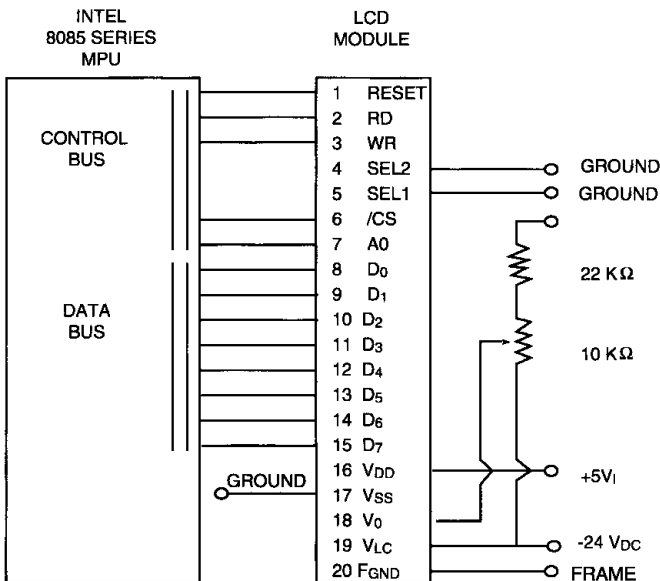 INTEL
8085 SERIES
MPU
LCD
MODULE
CONTROL
BUS
DATA
BUS
1 RESET
2 RD
3 WR
4 SEL2
5 SEL1
6 /CS
7 A0
8 D0
9 D1
10 D2
11 D3
12 D4
13 D5
14 D6
15 D7
16 VDD
17 VSS
18 V0
19 VLC
20 FGND
GROUND
GROUND
GROUND
22 KΩ
10 KΩ
+5VI
-24 VDC
FRAME